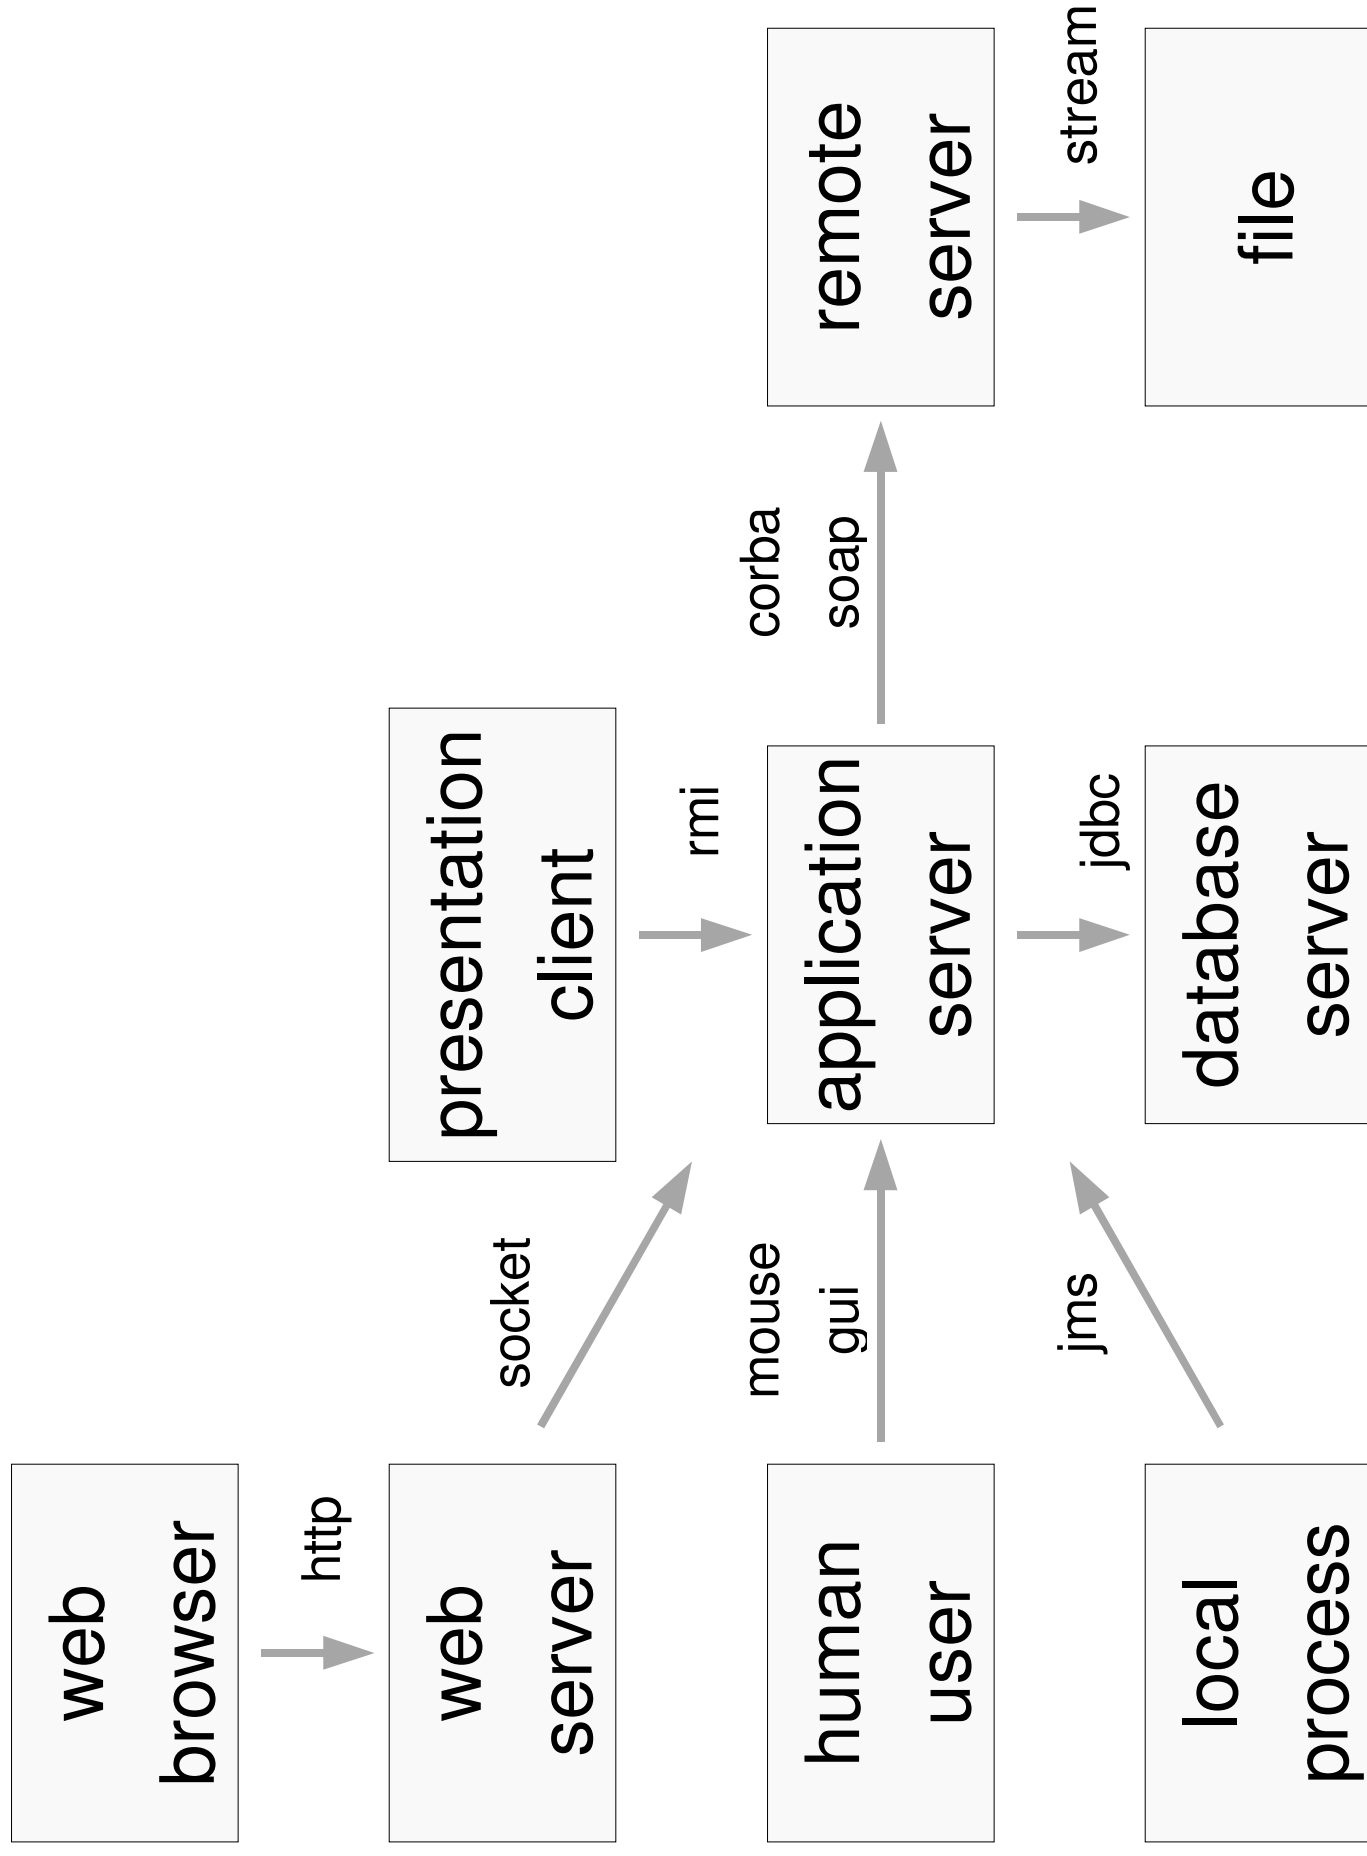 web
browser
http
web
server
socket
presentation
client
rmi
human
user
mouse
gui
application
server
corba
soap
remote
server
local
process
jms
jdbc
database
server
stream
file